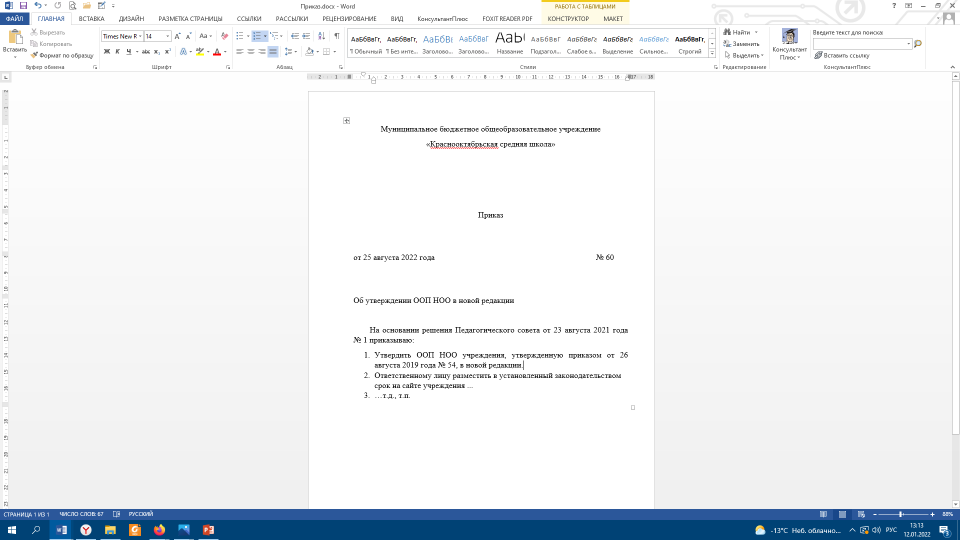 Приказ.docx - Word
РАБОТА С ТАБЛИЦАМИ
ФАЙЛ ГЛАВНАЯ ВСТАВКА ДИЗАЙН РАЗМЕТКА СТРАНИЦЫ ССЫЛКИ РАССЫЛКИ РЕЦЕНЗИРОВАНИЕ ВИД КонсультантПлюс FOXIT READER PDF КОНСТРУКТОР МАКЕТ
Вставить
Вырезать
Копировать
Формат по образцу
Буфер обмена
Times New R 14
Шрифт
Абзац
АаБбВвГг, АаБбВвГг, АаБбВі АаБбВвГ АаБ АаБбВвГ АаБбВвГг АаБбВвГг АаБбВвГг АаБбВвГг,
¶ Обычный ¶ Без инте... Заголово... Заголово... Название Подзагол... Слабое в... Выделение Сильное... Строгий
Стили
Найти
Заменить
Выделить
Редактирование
Консультант Плюс
Введите текст для поиска:
Вставить ссылку
КонсультантПлюс
Муниципальное бюджетное общеобразовательное учреждение
«Краснооктябрьская средняя школа»
Приказ
от 25 августа 2022 года № 60
Об утверждении ООП НОО в новой редакции
На основании решения Педагогического совета от 23 августа 2021 года
№ 1 приказываю:
1. Утвердить ООП НОО учреждения, утвержденную приказом от 26
августа 2019 года № 54, в новой редакции.
2. Ответственному лицу разместить в установленный законодательством
срок на сайте учреждения ...
3. …т.д., т.п.
СТРАНИЦА 1 ИЗ 1 ЧИСЛО СЛОВ: 67 РУССКИЙ 88%
-13°C Неб. облачно... РУС 13:13
12.01.2022